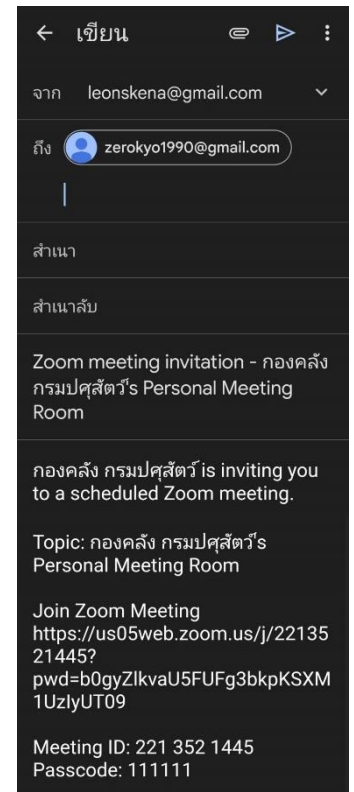 เขียน
จาก leonskena@gmail.com
ถึง zerokyo1990@gmail.com
สำเนา
สำเนาลับ
Zoom meeting invitation - กองคลัง
กรมปศุสัตว์'s Personal Meeting
Room
กองคลัง กรมปศุสัตว์ is inviting you
to a scheduled Zoom meeting.
Topic: กองคลัง กรมปศุสัตว์'s
Personal Meeting Room
Join Zoom Meeting
https://us05web.zoom.us/j/22135
21445?
pwd=b0gyZlkvaU5FUFg3bkpKSXM
1UzIyUT09
Meeting ID: 221 352 1445
Passcode: 111111